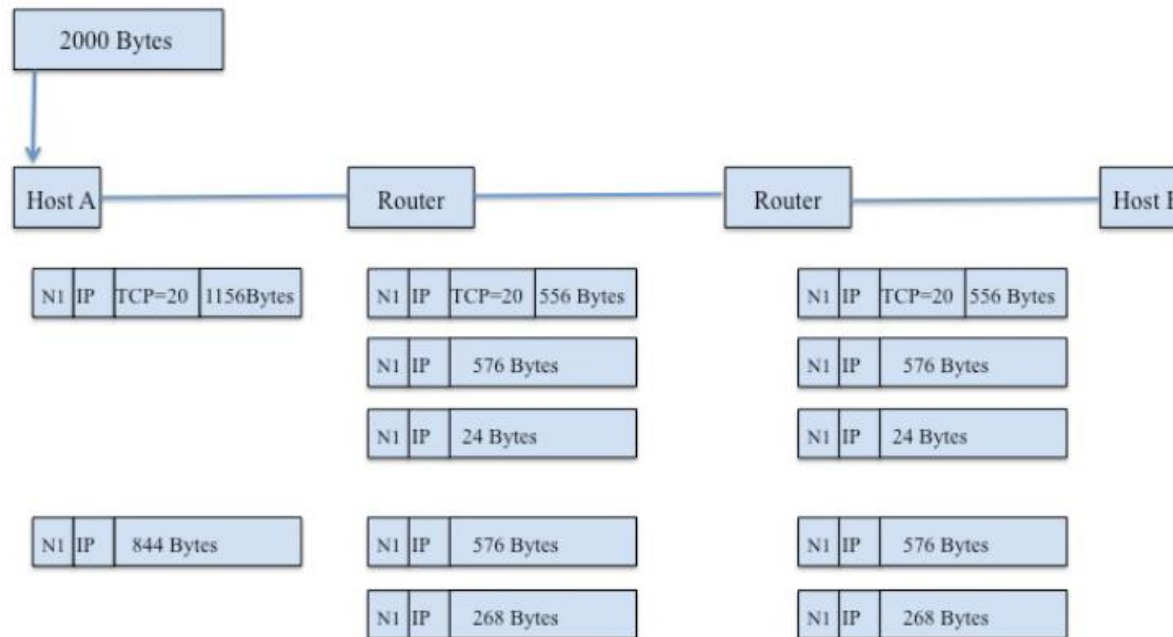 2000 Bytes
Host A Router Router Host
N1 IP TCP=20 1156Bytes N1 IP TCP=20 556 Bytes N1 IP TCP=20 556 Bytes
N1 IP 576 Bytes N1 IP 576 Bytes
N1 IP 24 Bytes N1 IP 24 Bytes
N1 IP 844 Bytes N1 IP 576 Bytes N1 IP 576 Bytes
N1 IP 268 Bytes N1 IP 268 Bytes